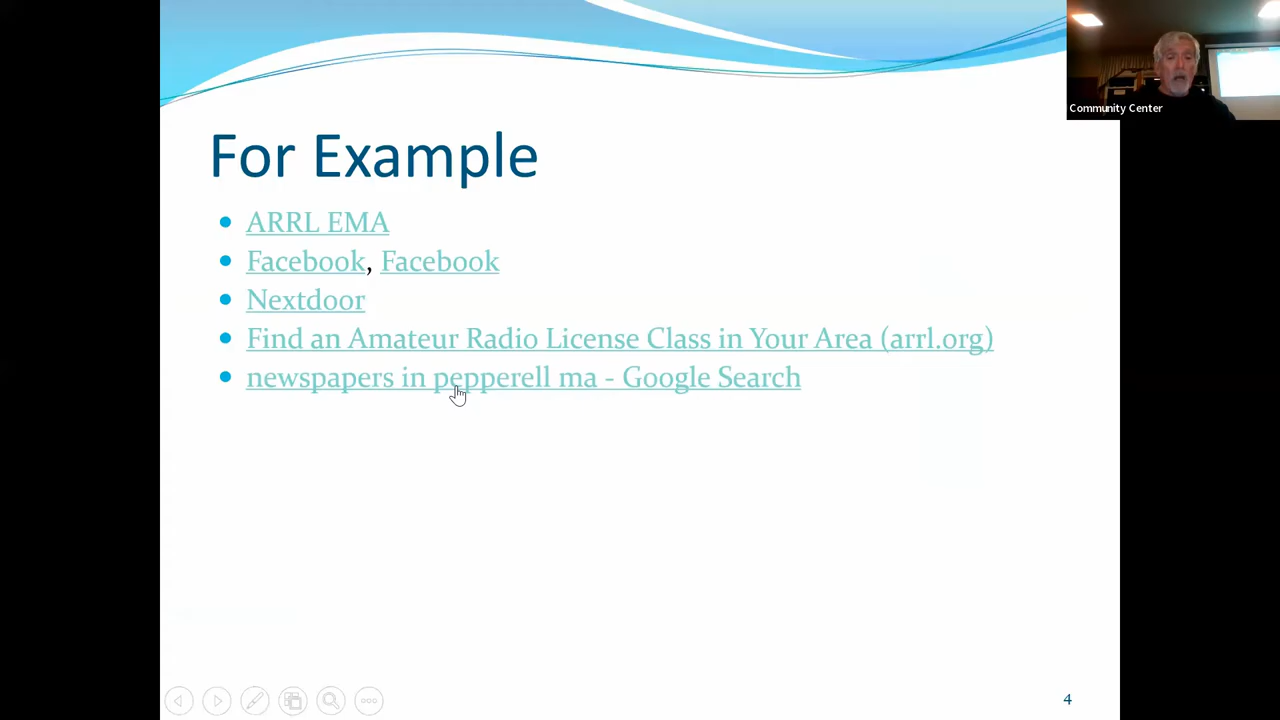 Community Center
For Example
ARRL EMA
Facebook, Facebook
Nextdoor
Find an Amateur Radio License Class in Your Area (arrl.org)
newspapers in pepperell ma - Google Search
4